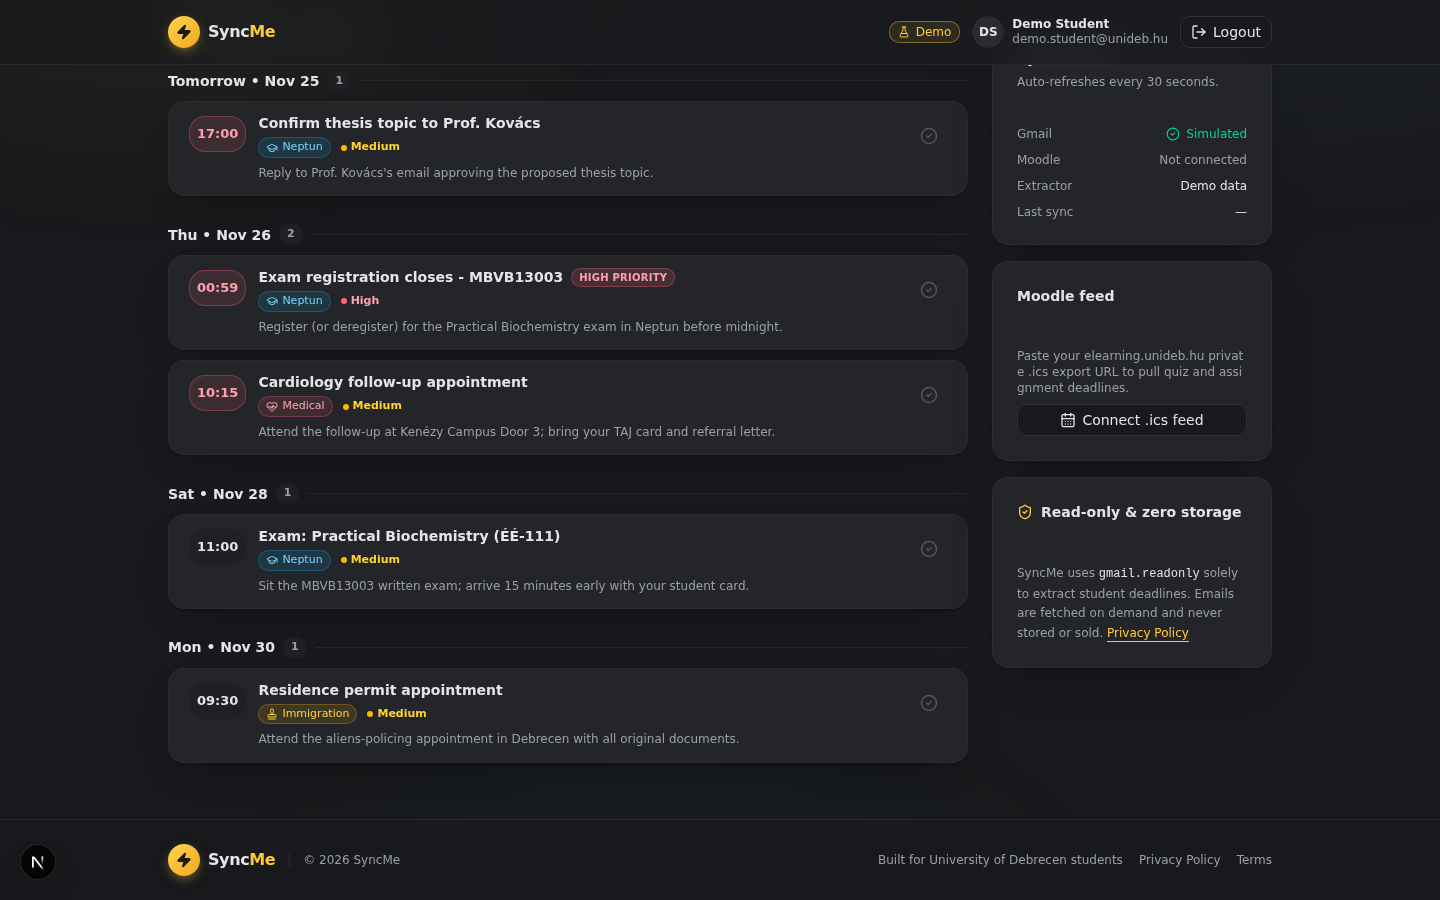 SyncMe
Demo
DS
Demo Student
demo.student@unideb.hu
Logout
Tomorrow • Nov 25 1
17:00
Confirm thesis topic to Prof. Kovács
Neptun
Medium
Reply to Prof. Kovács's email approving the proposed thesis topic.
Thu • Nov 26 2
00:59
Exam registration closes - MBVB13003 HIGH PRIORITY
Neptun
High
Register (or deregister) for the Practical Biochemistry exam in Neptun before midnight.
10:15
Cardiology follow-up appointment
Medical
Medium
Attend the follow-up at Kenézy Campus Door 3; bring your TAJ card and referral letter.
Sat • Nov 28 1
11:00
Exam: Practical Biochemistry (ÉÉ-111)
Neptun
Medium
Sit the MBVB13003 written exam; arrive 15 minutes early with your student card.
Mon • Nov 30 1
09:30
Residence permit appointment
Immigration
Medium
Attend the aliens-policing appointment in Debrecen with all original documents.
Auto-refreshes every 30 seconds.
Gmail Simulated
Moodle Not connected
Extractor Demo data
Last sync —
Moodle feed
Paste your elearning.unideb.hu privat
e .ics export URL to pull quiz and assi
gnment deadlines.
Connect .ics feed
Read-only & zero storage
SyncMe uses gmail.readonly solely
to extract student deadlines. Emails
are fetched on demand and never
stored or sold. Privacy Policy
N
SyncMe | © 2026 SyncMe
Built for University of Debrecen students Privacy Policy Terms